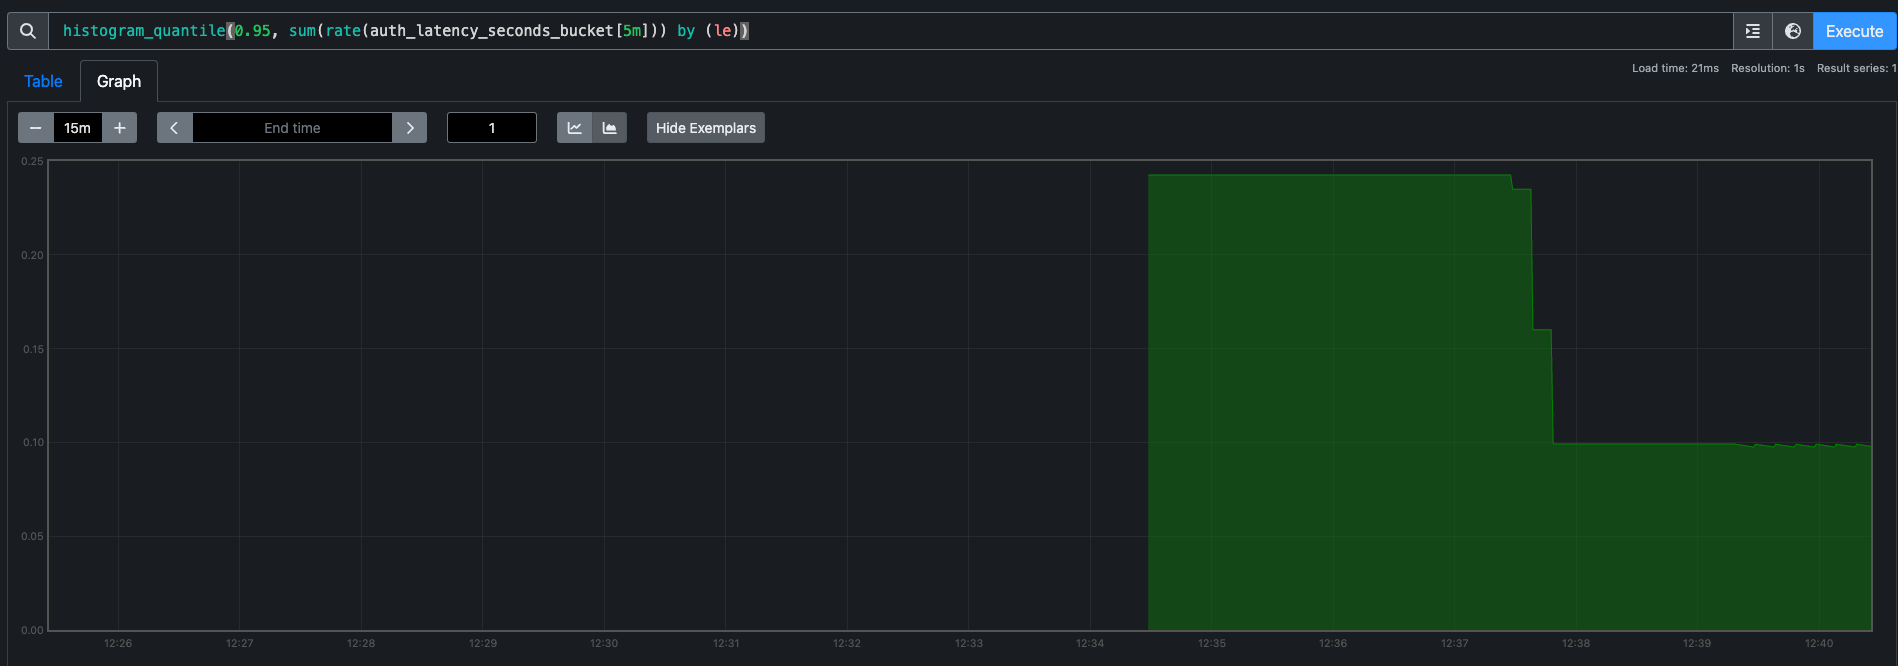 histogram_quantile(0.95, sum(rate(auth_latency_seconds_bucket[5m])) by (le))
Execute
Table
Graph
Load time: 21ms Resolution: 1s Result series: 1
15m
End time
1
Hide Exemplars
0.25
0.20
0.15
0.10
0.05
0.00
12:26 12:27 12:28 12:29 12:30 12:31 12:32 12:33 12:34 12:35 12:36 12:37 12:38 12:39 12:40